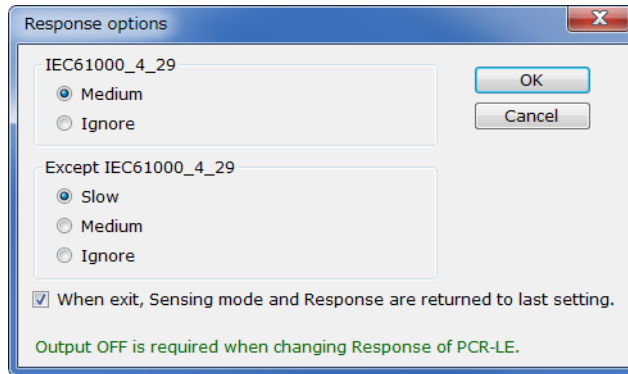 Response options
IEC61000_4_29
Medium
Ignore
OK
Cancel
Except IEC61000_4_29
Slow
Medium
Ignore
When exit, Sensing mode and Response are returned to last setting.
Output OFF is required when changing Response of PCR-LE.